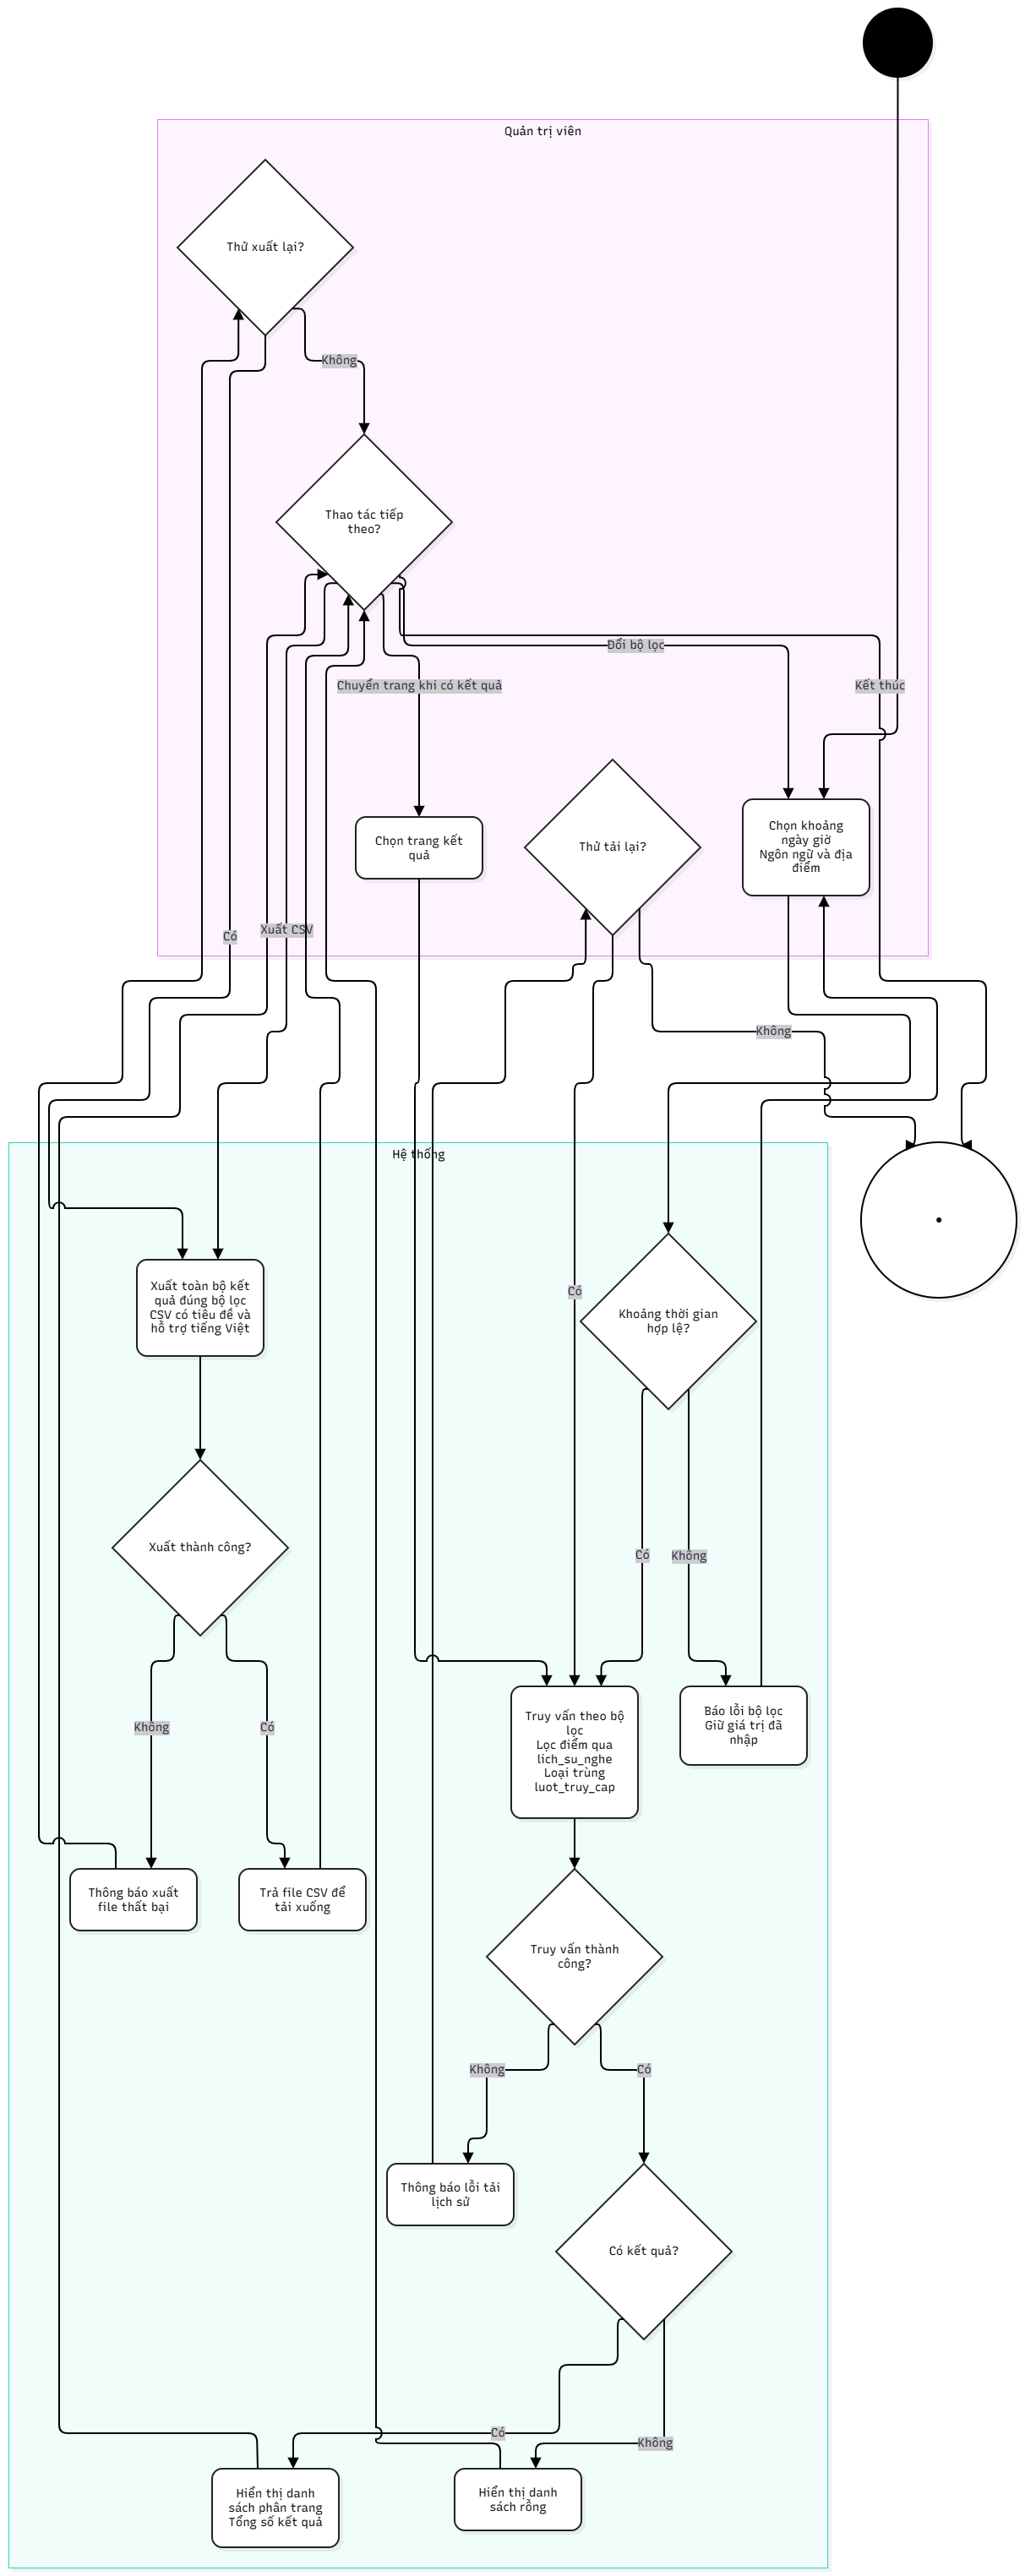 Quản trị viên
Thử xuất lại?
Không
Thao tác tiếp
theo?
Đổi bộ lọc
Chuyển trang khi có kết quả
Kết thúc
Chọn khoảng
ngày giờ
Ngôn ngữ và địa
điểm
Chọn trang kết
quả
Thử tải lại?
Có
Xuất CSV
Không
Hệ thống
Xuất toàn bộ kết
quả đúng bộ lọc
CSV có tiêu đề và
hỗ trợ tiếng Việt
Có
Khoảng thời gian
hợp lệ?
Xuất thành công?
Có
Không
Không
Có
Truy vấn theo bộ
lọc
Lọc điểm qua
lich_su_nghe
Loại trùng
luot_truy_cap
Báo lỗi bộ lọc
Giữ giá trị đã
nhập
Thông báo xuất
file thất bại
Trả file CSV để
tải xuống
Truy vấn thành
công?
Không
Có
Thông báo lỗi tải
lịch sử
Có kết quả?
Có
Không
Hiển thị danh
sách phân trang
Tổng số kết quả
Hiển thị danh
sách rỗng